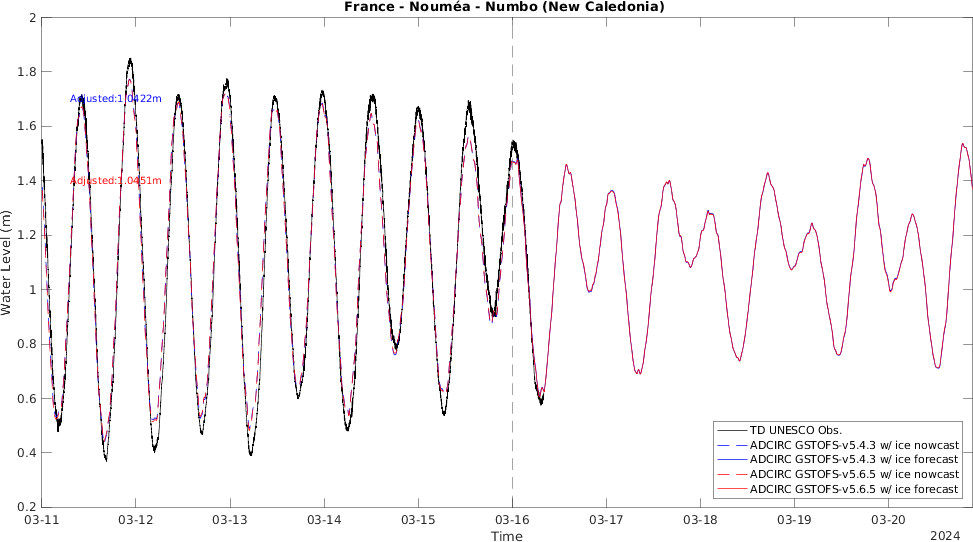 France - Nouméa - Numbo (New Caledonia)
2
1.8
1.6
1.4
1.2
1
0.8
0.6
0.4
0.2
Water Level (m)
Adjusted:1.0422m
Adjusted:1.0451m
TD UNESCO Obs.
ADCIRC GSTOFS-v5.4.3 w/ ice nowcast
ADCIRC GSTOFS-v5.4.3 w/ ice forecast
ADCIRC GSTOFS-v5.6.5 w/ ice nowcast
ADCIRC GSTOFS-v5.6.5 w/ ice forecast
03-11 03-12 03-13 03-14 03-15 03-16 03-17 03-18 03-19 03-20
Time
2024